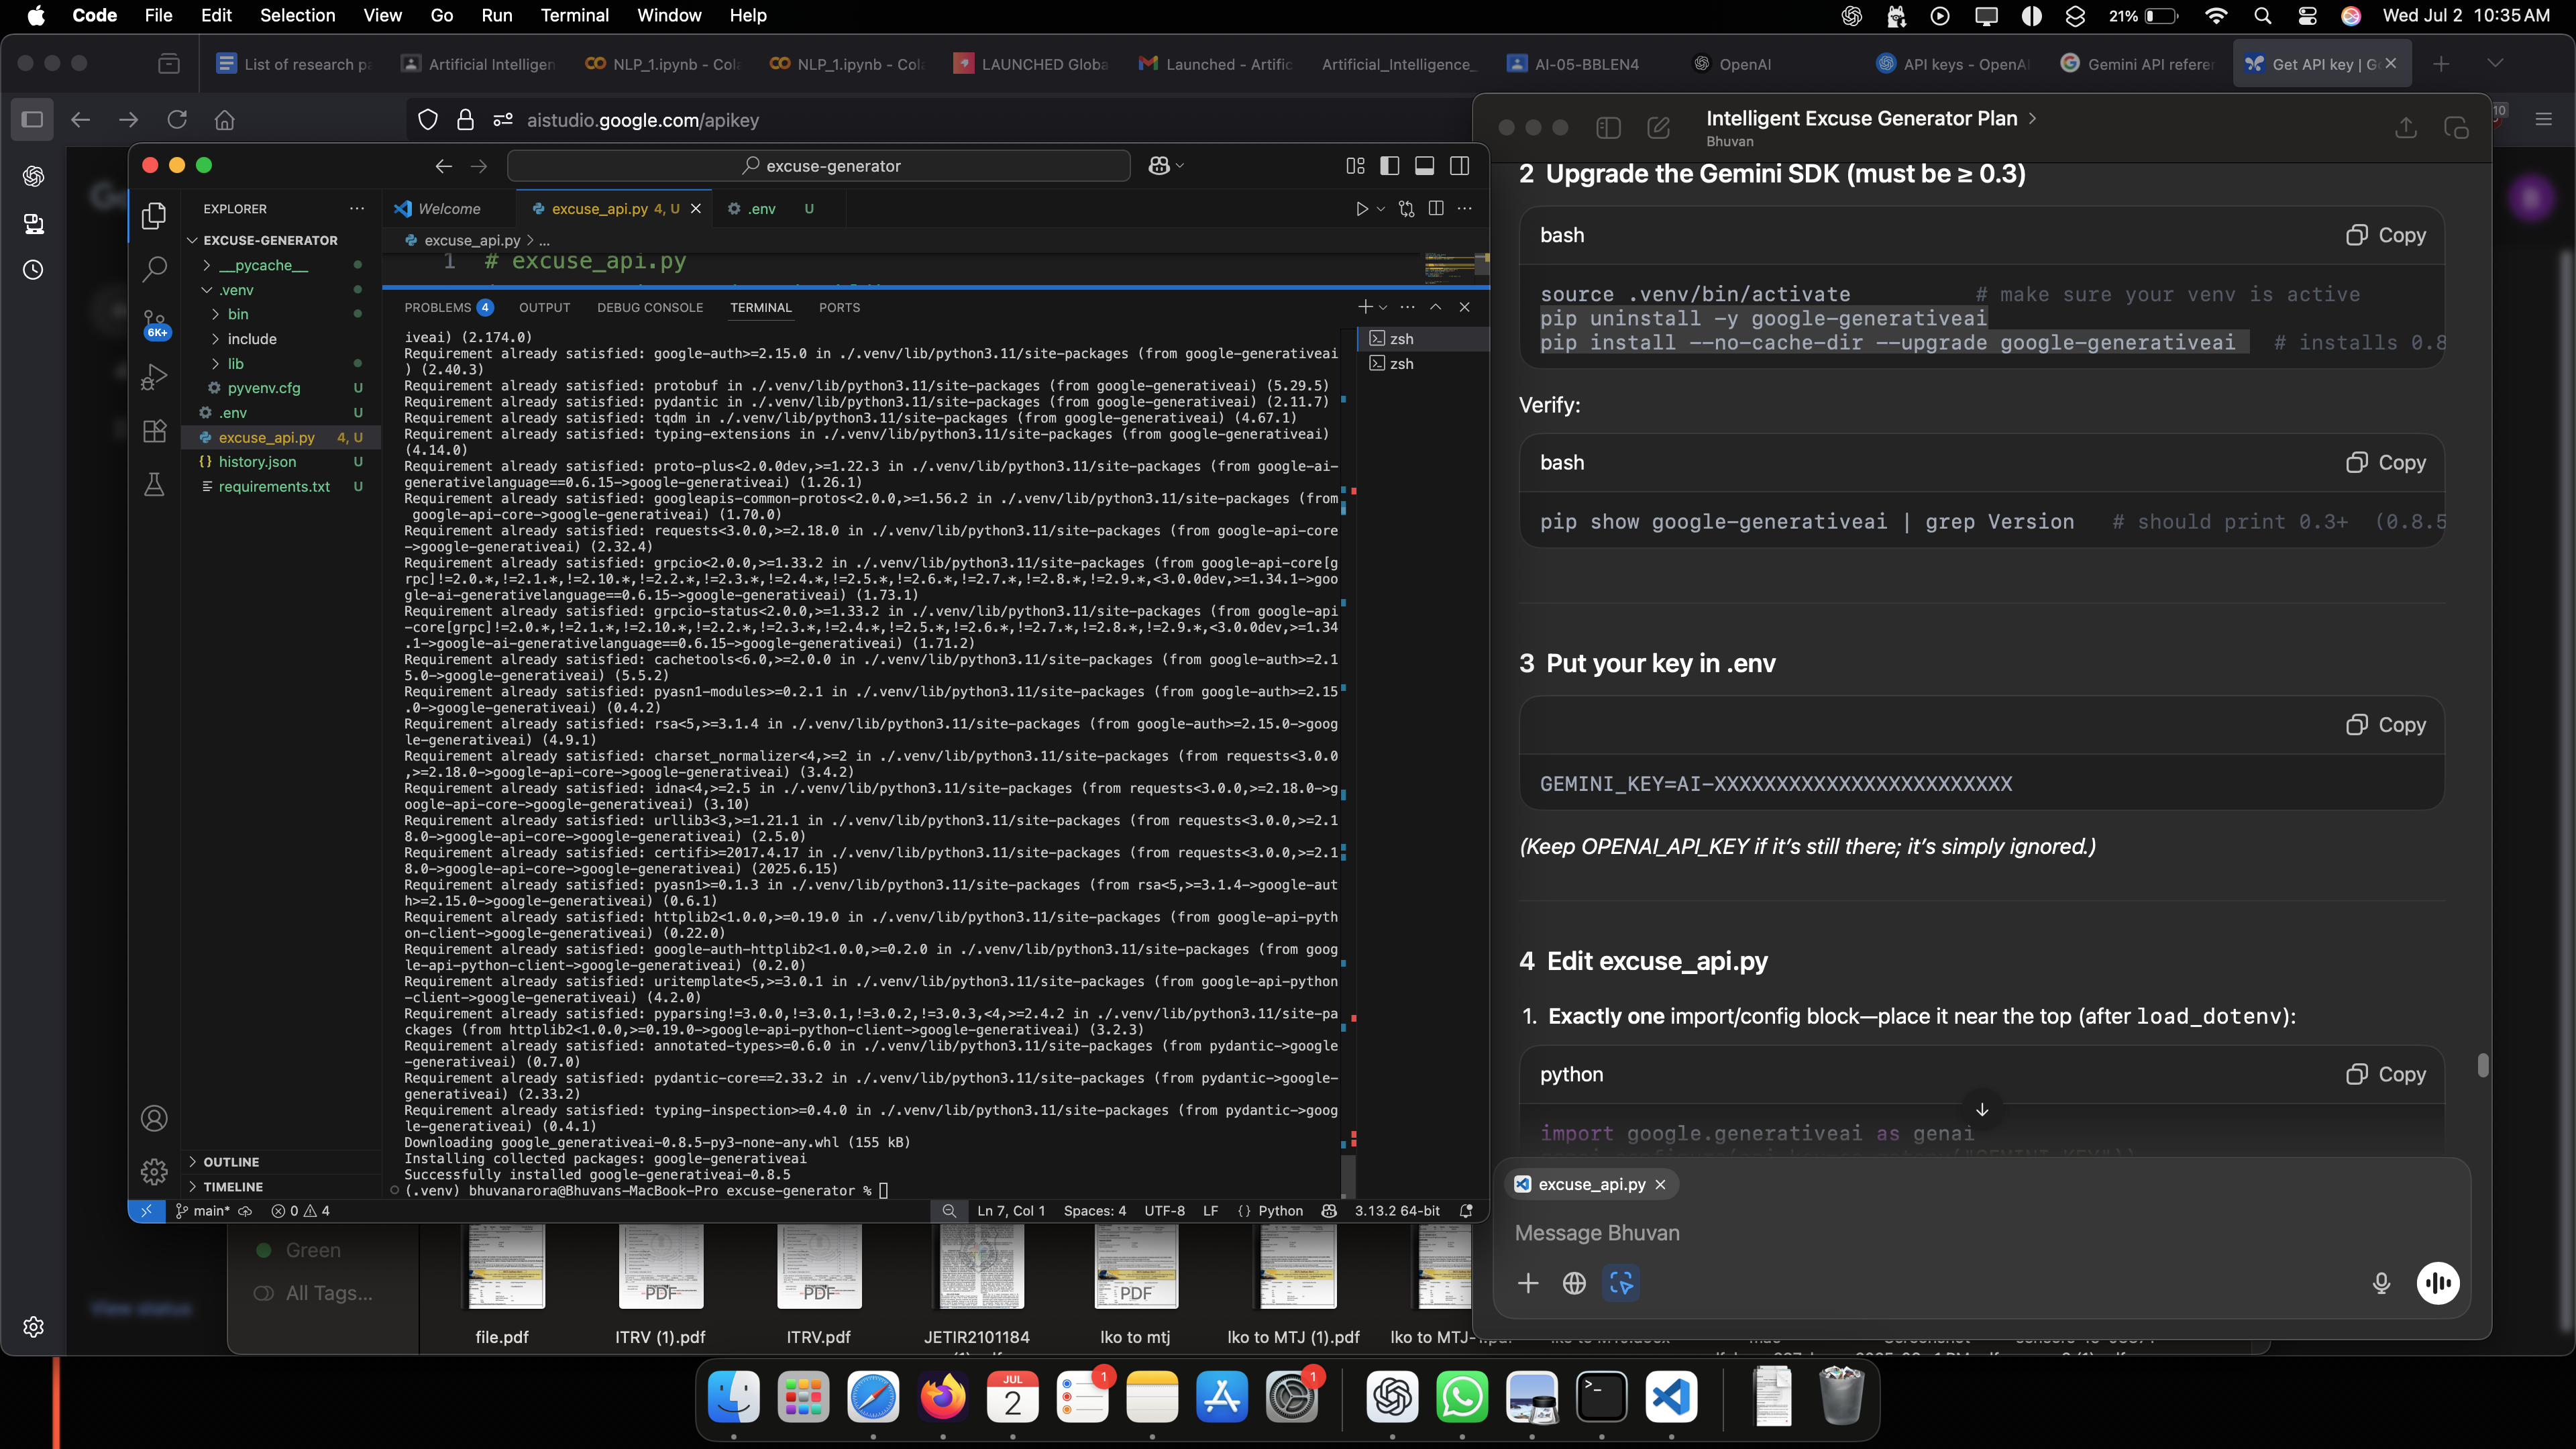 Code File Edit Selection View Go Run Terminal Window Help
21% Wed Jul 2 10:35 AM
List of research pa
Artificial Intelligen
NLP_1.ipynb - Cola
NLP_1.ipynb - Cola
LAUNCHED Globa
Launched - Artific
Artificial_Intelligence_
AI-05-BBLEN4
OpenAI
API keys - OpenAI
Gemini API referen
Get API key | Go
aistudio.google.com/apikey
excuse-generator
EXPLORER
EXCUSE-GENERATOR
__pycache__
.venv
bin
include
lib
pyvenv.cfg U
.env U
excuse_api.py 4, U
history.json U
requirements.txt U
6K+
OUTLINE
TIMELINE
Welcome
excuse_api.py 4, U
.env U
excuse_api.py > ...
1 # excuse_api.py
PROBLEMS 4 OUTPUT DEBUG CONSOLE TERMINAL PORTS
zsh
zsh
iveai) (2.174.0)
Requirement already satisfied: google-auth>=2.15.0 in ./.venv/lib/python3.11/site-packages (from google-generativeai
) (2.40.3)
Requirement already satisfied: protobuf in ./.venv/lib/python3.11/site-packages (from google-generativeai) (5.29.5)
Requirement already satisfied: pydantic in ./.venv/lib/python3.11/site-packages (from google-generativeai) (2.11.7)
Requirement already satisfied: tqdm in ./.venv/lib/python3.11/site-packages (from google-generativeai) (4.67.1)
Requirement already satisfied: typing-extensions in ./.venv/lib/python3.11/site-packages (from google-generativeai)
(4.14.0)
Requirement already satisfied: proto-plus<2.0.0dev,>=1.22.3 in ./.venv/lib/python3.11/site-packages (from google-ai-
generativelanguage==0.6.15->google-generativeai) (1.26.1)
Requirement already satisfied: googleapis-common-protos<2.0.0,>=1.56.2 in ./.venv/lib/python3.11/site-packages (from
google-api-core->google-generativeai) (1.70.0)
Requirement already satisfied: requests<3.0.0,>=2.18.0 in ./.venv/lib/python3.11/site-packages (from google-api-core
->google-generativeai) (2.32.4)
Requirement already satisfied: grpcio<2.0.0,>=1.33.2 in ./.venv/lib/python3.11/site-packages (from google-api-core[g
rpc]!=2.0.*,!=2.1.*,!=2.10.*,!=2.2.*,!=2.3.*,!=2.4.*,!=2.5.*,!=2.6.*,!=2.7.*,!=2.8.*,!=2.9.*,<3.0.0dev,>=1.34.1->goo
gle-ai-generativelanguage==0.6.15->google-generativeai) (1.73.1)
Requirement already satisfied: grpcio-status<2.0.0,>=1.33.2 in ./.venv/lib/python3.11/site-packages (from google-api
-core[grpc]!=2.0.*,!=2.1.*,!=2.10.*,!=2.2.*,!=2.3.*,!=2.4.*,!=2.5.*,!=2.6.*,!=2.7.*,!=2.8.*,!=2.9.*,<3.0.0dev,>=1.34
.1->google-ai-generativelanguage==0.6.15->google-generativeai) (1.71.2)
Requirement already satisfied: cachetools<6.0,>=2.0.0 in ./.venv/lib/python3.11/site-packages (from google-auth>=2.1
5.0->google-generativeai) (5.5.2)
Requirement already satisfied: pyasn1-modules>=0.2.1 in ./.venv/lib/python3.11/site-packages (from google-auth>=2.15
.0->google-generativeai) (0.4.2)
Requirement already satisfied: rsa<5,>=3.1.4 in ./.venv/lib/python3.11/site-packages (from google-auth>=2.15.0->goog
le-generativeai) (4.9.1)
Requirement already satisfied: charset_normalizer<4,>=2 in ./.venv/lib/python3.11/site-packages (from requests<3.0.0
,>=2.18.0->google-api-core->google-generativeai) (3.4.2)
Requirement already satisfied: idna<4,>=2.5 in ./.venv/lib/python3.11/site-packages (from requests<3.0.0,>=2.18.0->g
oogle-api-core->google-generativeai) (3.10)
Requirement already satisfied: urllib3<3,>=1.21.1 in ./.venv/lib/python3.11/site-packages (from requests<3.0.0,>=2.1
8.0->google-api-core->google-generativeai) (2.5.0)
Requirement already satisfied: certifi>=2017.4.17 in ./.venv/lib/python3.11/site-packages (from requests<3.0.0,>=2.1
8.0->google-api-core->google-generativeai) (2025.6.15)
Requirement already satisfied: pyasn1>=0.1.3 in ./.venv/lib/python3.11/site-packages (from rsa<5,>=3.1.4->google-aut
h>=2.15.0->google-generativeai) (0.6.1)
Requirement already satisfied: httplib2<1.0.0,>=0.19.0 in ./.venv/lib/python3.11/site-packages (from google-api-pyth
on-client->google-generativeai) (0.22.0)
Requirement already satisfied: google-auth-httplib2<1.0.0,>=0.2.0 in ./.venv/lib/python3.11/site-packages (from goog
le-api-python-client->google-generativeai) (0.2.0)
Requirement already satisfied: uritemplate<5,>=3.0.1 in ./.venv/lib/python3.11/site-packages (from google-api-python
-client->google-generativeai) (4.2.0)
Requirement already satisfied: pyparsing!=3.0.0,!=3.0.1,!=3.0.2,!=3.0.3,<4,>=2.4.2 in ./.venv/lib/python3.11/site-pa
ckages (from httplib2<1.0.0,>=0.19.0->google-api-python-client->google-generativeai) (3.2.3)
Requirement already satisfied: annotated-types>=0.6.0 in ./.venv/lib/python3.11/site-packages (from pydantic->google
-generativeai) (0.7.0)
Requirement already satisfied: pydantic-core==2.33.2 in ./.venv/lib/python3.11/site-packages (from pydantic->google-
generativeai) (2.33.2)
Requirement already satisfied: typing-inspection>=0.4.0 in ./.venv/lib/python3.11/site-packages (from pydantic->goog
le-generativeai) (0.4.1)
Downloading google_generativeai-0.8.5-py3-none-any.whl (155 kB)
Installing collected packages: google-generativeai
Successfully installed google-generativeai-0.8.5
(.venv) bhuvanarora@Bhuvans-MacBook-Pro excuse-generator %
main* 0 4 Ln 7, Col 1 Spaces: 4 UTF-8 LF {} Python 3.13.2 64-bit
Intelligent Excuse Generator Plan >
Bhuvan
10
2 Upgrade the Gemini SDK (must be ≥ 0.3)
bash Copy
source .venv/bin/activate # make sure your venv is active
pip uninstall -y google-generativeai
pip install --no-cache-dir --upgrade google-generativeai # installs 0.8
Verify:
bash Copy
pip show google-generativeai | grep Version # should print 0.3+ (0.8.5
3 Put your key in .env
Copy
GEMINI_KEY=AI-XXXXXXXXXXXXXXXXXXXXXXXX
(Keep OPENAI_API_KEY if it's still there; it's simply ignored.)
4 Edit excuse_api.py
1. Exactly one import/config block—place it near the top (after load_dotenv):
python Copy
import google.generativeai as genai
excuse_api.py
Message Bhuvan
View status
Green
All Tags...
PDF
PDF
PDF
file.pdf
ITRV (1).pdf
ITRV.pdf
JETIR2101184
lko to mtj
lko to MTJ (1).pdf
JUL
2
1
1